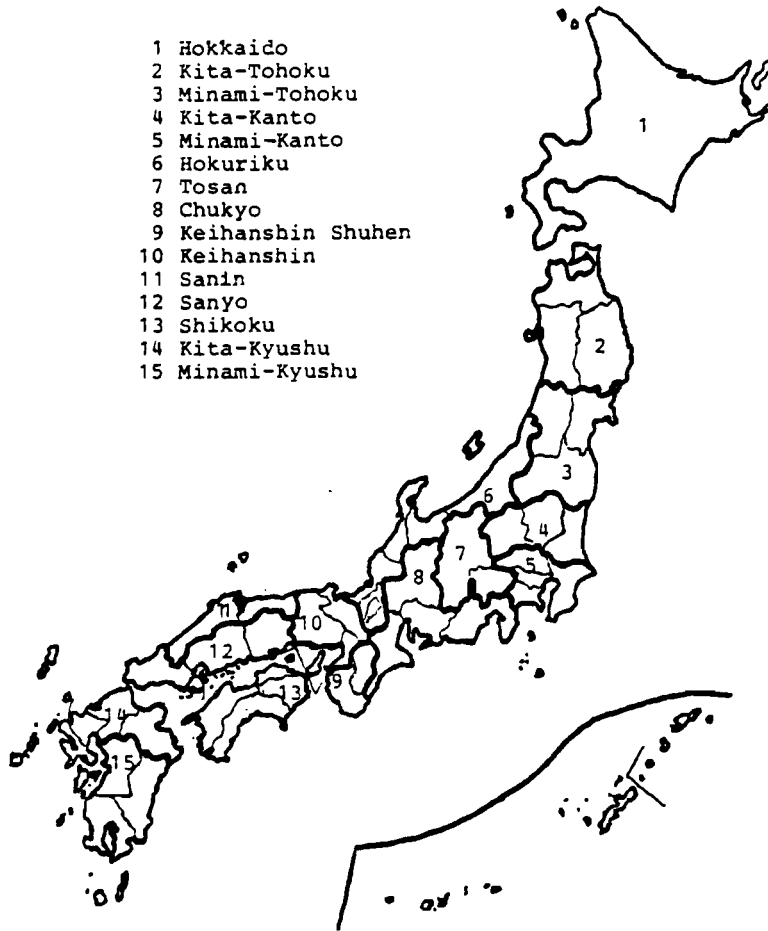 1 Hokkaido
2 Kita-Tohoku
3 Minami-Tohoku
4 Kita-Kanto
5 Minami-Kanto
6 Hokuriku
7 Tosan
8 Chukyo
9 Keihanshin Shuhen
10 Keihanshin
11 Sanin
12 Sanyo
13 Shikoku
14 Kita-Kyushu
15 Minami-Kyushu
1
2
3
6
4
7
5
8
11
10
12
9
13
14
15